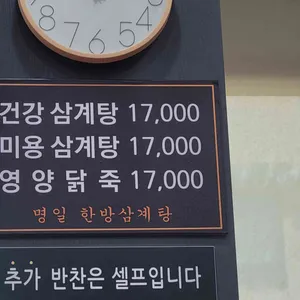 건강 삼계탕 17,000
미용 삼계탕 17,000
영양 닭 죽 17,000
명일 한방삼계탕
추가 반찬은 셀프입니다